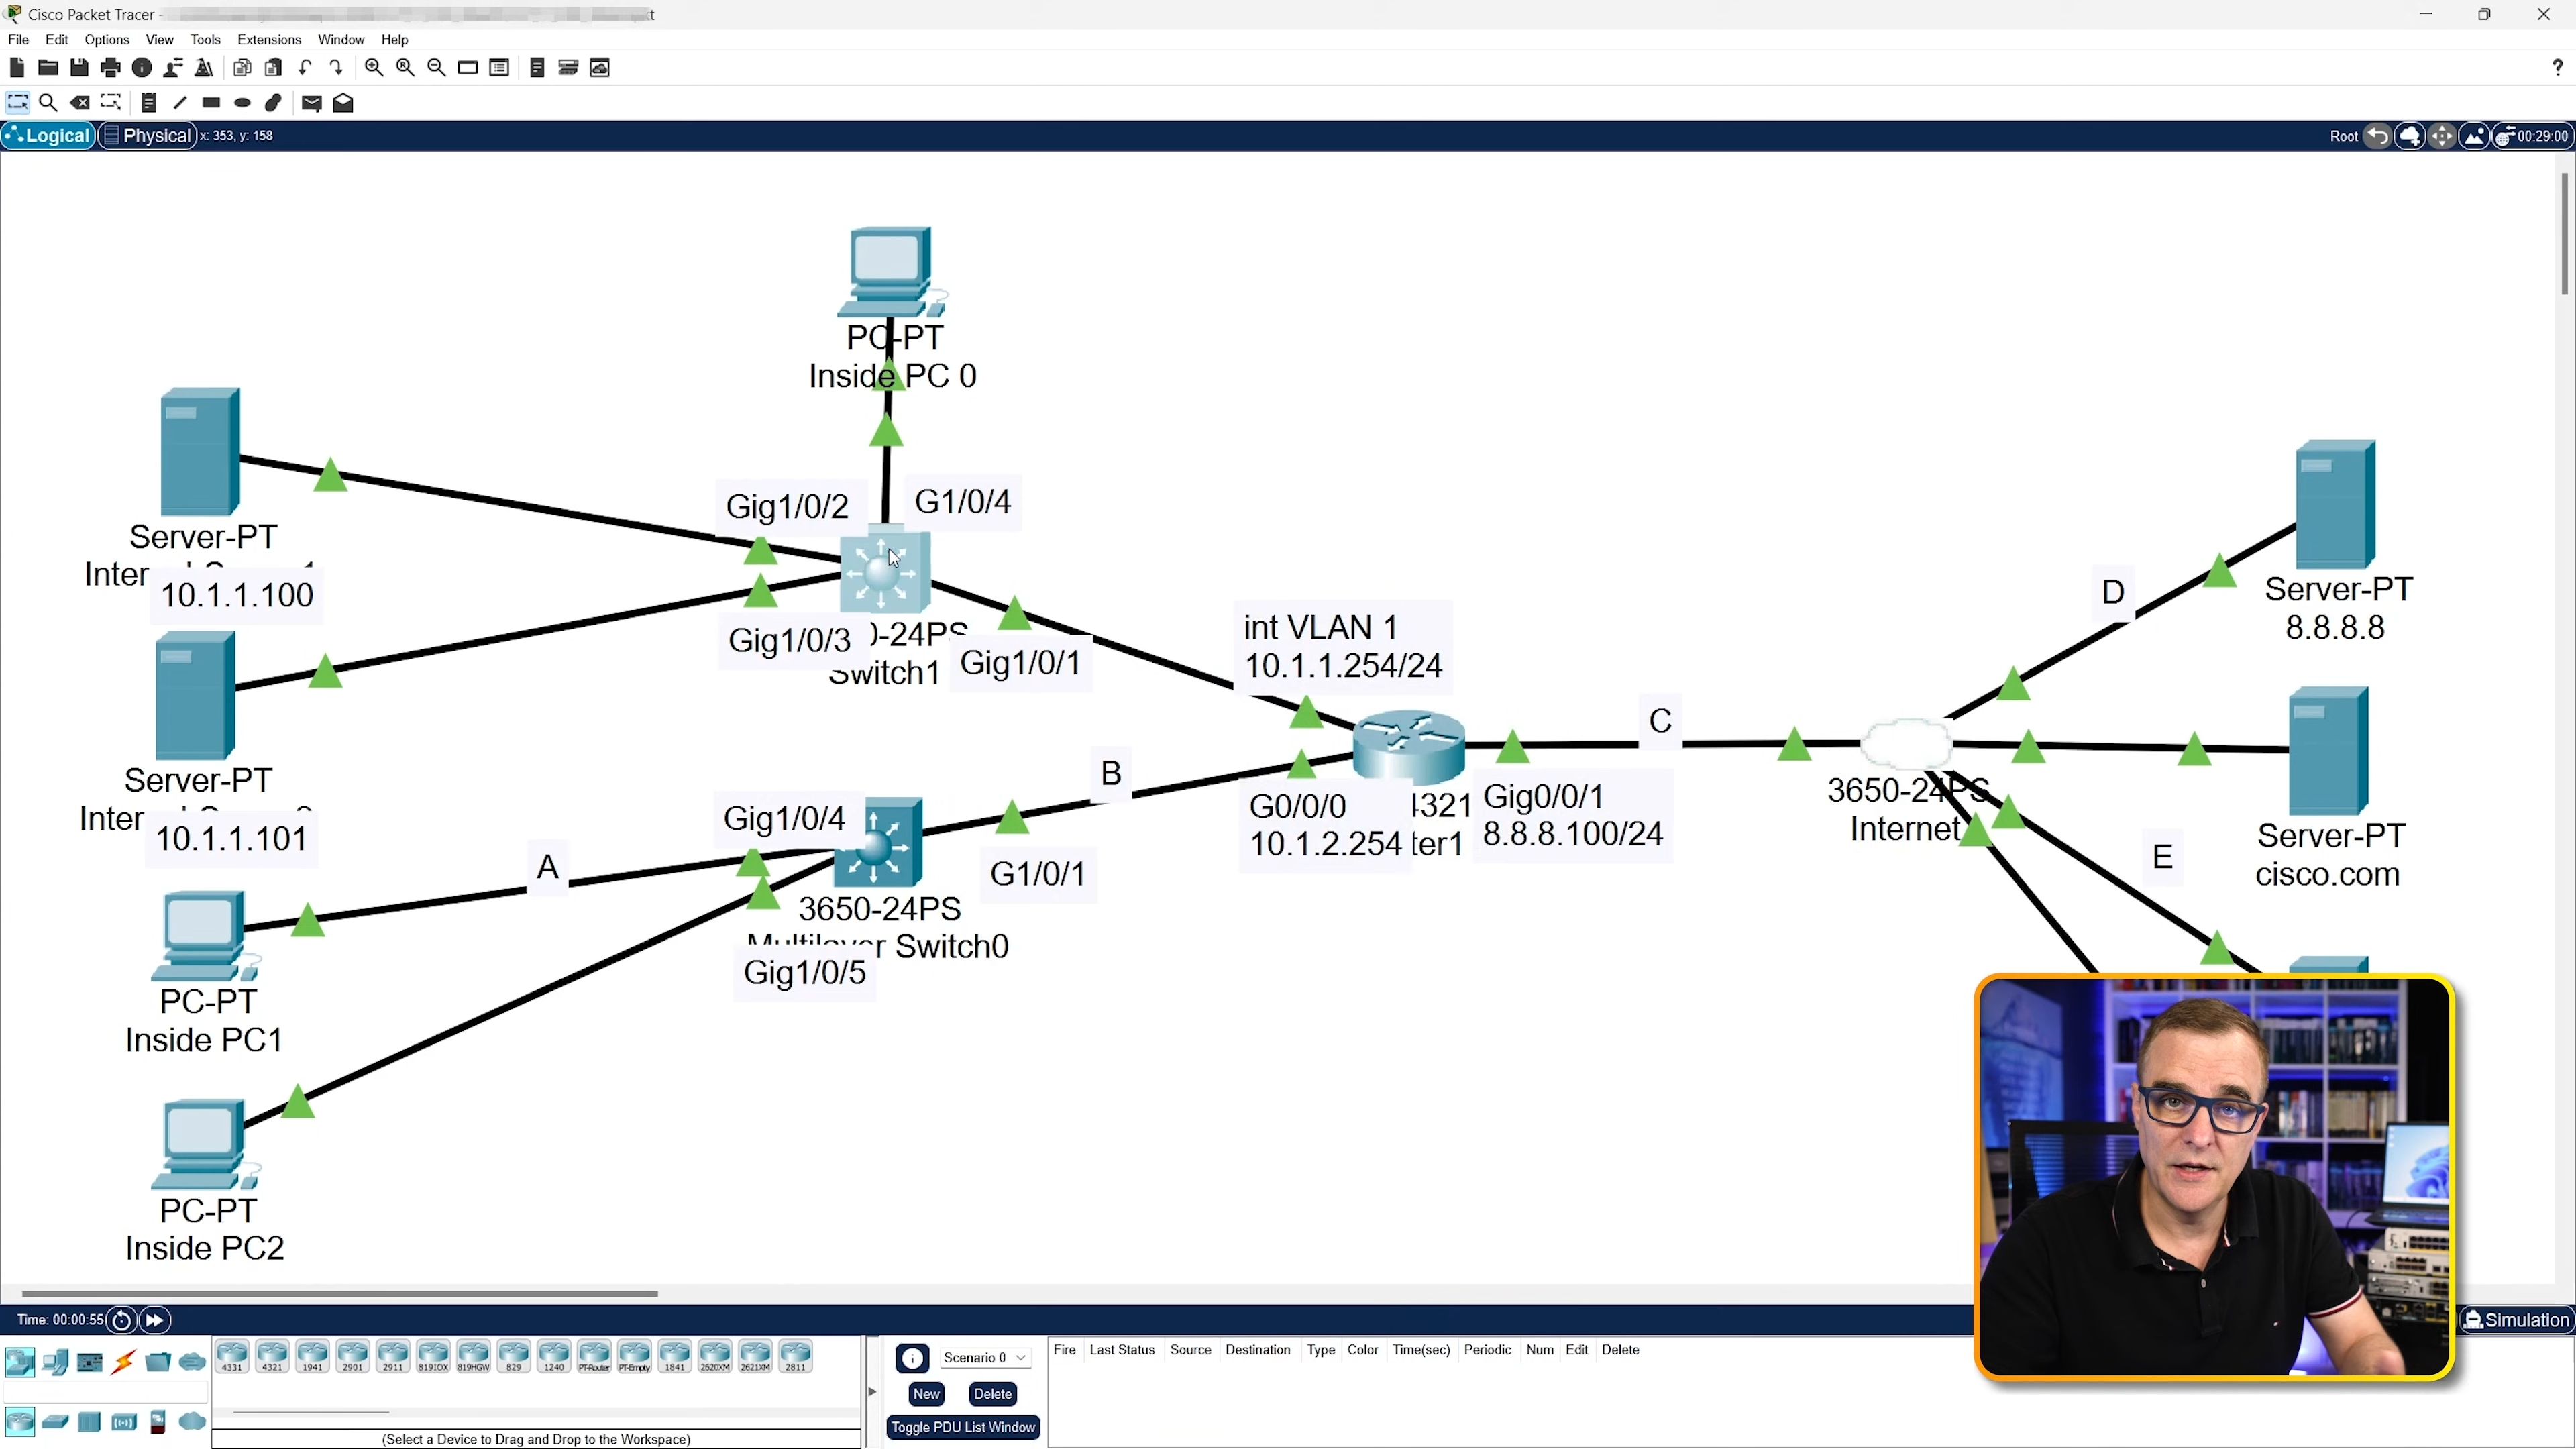 Cisco Packet Tracer -
File Edit Options View Tools Extensions Window Help
?
Logical Physical x: 353, y: 158
Root 00:29:00
PC-PT
Inside PC 0
Gig1/0/2
G1/0/4
Server-PT
10.1.1.100
Gig1/0/3
-24PS
Switch1
Gig1/0/1
int VLAN 1
10.1.1.254/24
D
Server-PT
8.8.8.8
Server-PT
10.1.1.101
C
B
3650-24PS
Internet
Gig1/0/4
G0/0/0
10.1.2.254
4321
ter1
Gig0/0/1
8.8.8.100/24
Server-PT
cisco.com
E
A
G1/0/1
3650-24PS
Multilayer Switch0
Gig1/0/5
PC-PT
Inside PC1
PC-PT
Inside PC2
Time: 00:00:55
Simulation
4331 4321 1941 2901 2911 819IOX 819HGW 829 1240 PT-Router PT-Empty 1841 2620XM 2621XM 2811
(Select a Device to Drag and Drop to the Workspace)
Scenario 0
New Delete
Toggle PDU List Window
Fire Last Status Source Destination Type Color Time(sec) Periodic Num Edit Delete